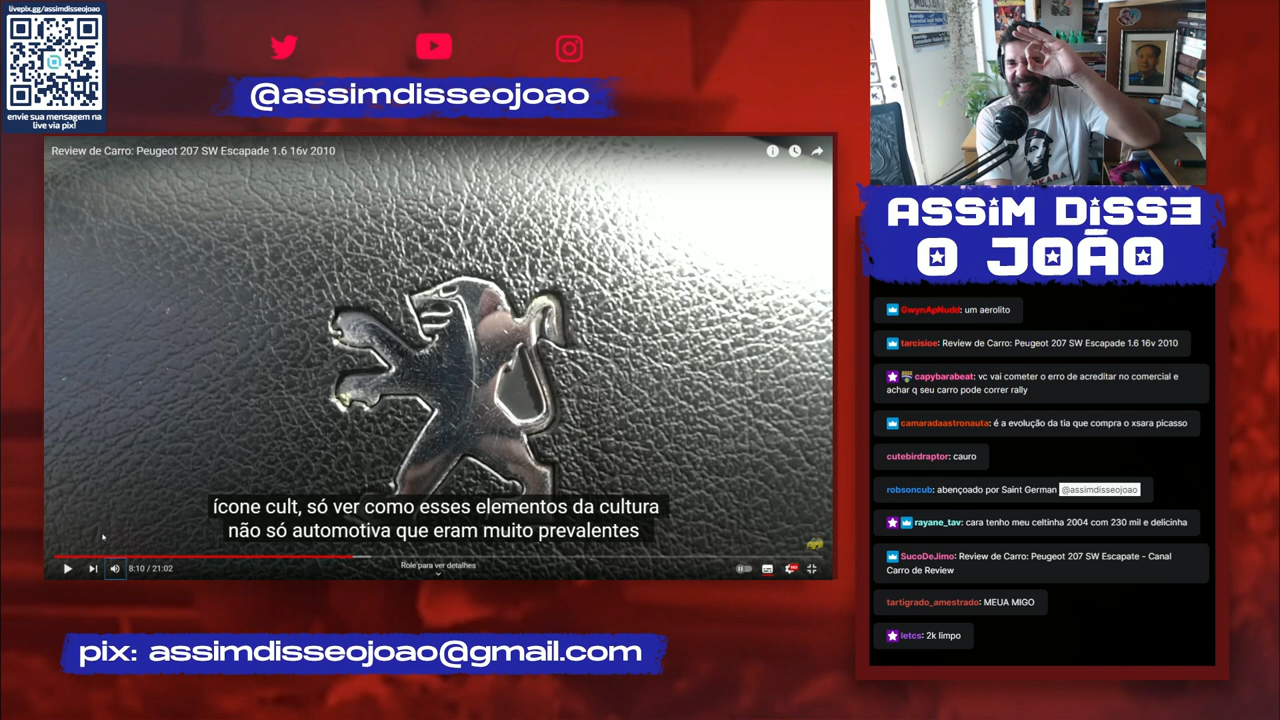 livepix.gg/assimdisseojoao
envie sua mensagem na
live via pix!
@assimdisseojoao
Review de Carro: Peugeot 207 SW Escapade 1.6 16v 2010
ícone cult, só ver como esses elementos da cultura
não só automotiva que eram muito prevalentes
8:10 / 21:02
Role para ver detalhes
pix: assimdisseojoao@gmail.com
ASSIM DISSE
O JOÃO
GwynApNudd: um aerolito
tarcisioe: Review de Carro: Peugeot 207 SW Escapade 1.6 16v 2010
capybarabeat: vc vai cometer o erro de acreditar no comercial e
achar q seu carro pode correr rally
camaradaastronauta: é a evolução da tia que compra o xsara picasso
cutebirdraptor: cauro
robsoncub: abençoado por Saint German @assimdisseojoao
rayane_tav: cara tenho meu celtinha 2004 com 230 mil e delicinha
SucoDeJimo: Review de Carro: Peugeot 207 SW Escapate - Canal
Carro de Review
tartigrado_amestrado: MEUA MIGO
letcs: 2k limpo